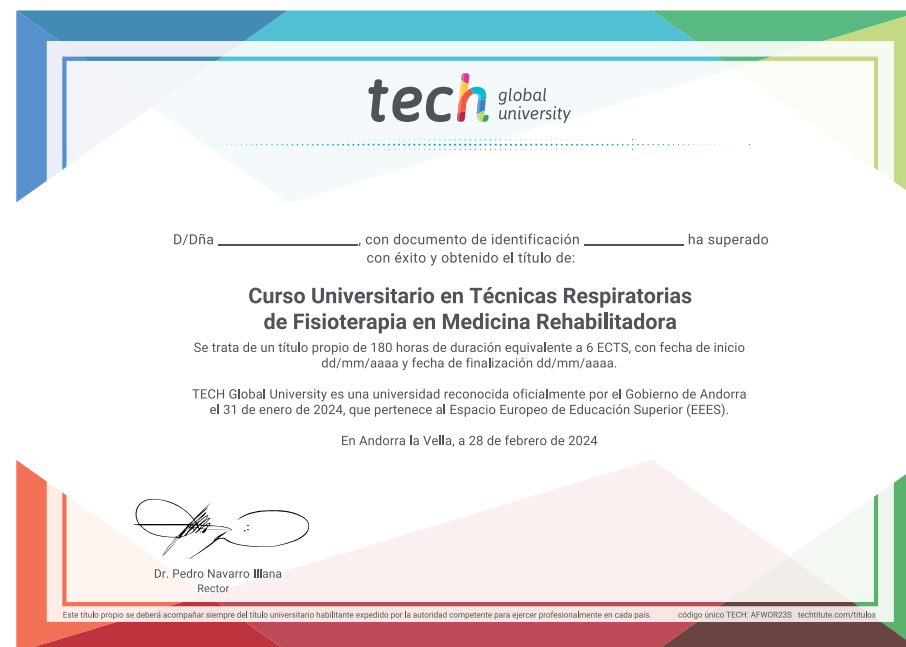 tech global university
D/Dña ____________________, con documento de identificación ______________ ha superado
con éxito y obtenido el título de:
Curso Universitario en Técnicas Respiratorias
de Fisioterapia en Medicina Rehabilitadora
Se trata de un título propio de 180 horas de duración equivalente a 6 ECTS, con fecha de inicio
dd/mm/aaaa y fecha de finalización dd/mm/aaaa.
TECH Global University es una universidad reconocida oficialmente por el Gobierno de Andorra
el 31 de enero de 2024, que pertenece al Espacio Europeo de Educación Superior (EEES).
En Andorra la Vella, a 28 de febrero de 2024
Dr. Pedro Navarro Illana
Rector
Este título propio se deberá acompañar siempre del título universitario habilitante expedido por la autoridad competente para ejercer profesionalmente en cada país. código único TECH: AFWOR23S techtitute.com/titulos